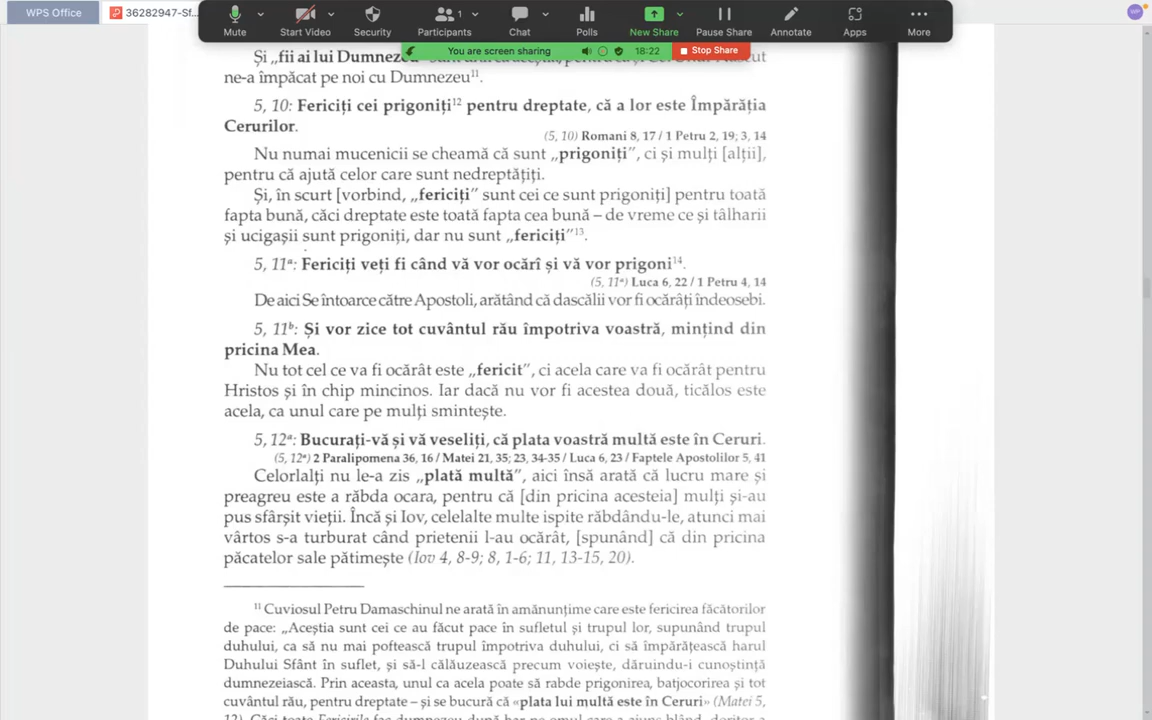 WPS Office
36282947-Sf...
Mute
Start Video
Security
1
Participants
Chat
Polls
New Share
Pause Share
Annotate
Apps
More
You are screen sharing
18:22
Stop Share
Și „fii ai lui Dumnezeu
ne-a împăcat pe noi cu Dumnezeu¹¹.
5, 10: Fericiți cei prigoniți¹² pentru dreptate, că a lor este Împărăția
Cerurilor.
(5, 10) Romani 8, 17 / 1 Petru 2, 19; 3, 14
Nu numai mucenicii se cheamă că sunt „prigoniți”, ci și mulți [alții],
pentru că ajută celor care sunt nedreptățiți.
Și, în scurt [vorbind, „fericiți” sunt cei ce sunt prigoniți] pentru toată
fapta bună, căci dreptate este toată fapta cea bună – de vreme ce și tâlharii
și ucigașii sunt prigoniți, dar nu sunt „fericiți”¹³.
5, 11ᵃ: Fericiți veți fi când vă vor ocărî și vă vor prigoni¹⁴.
(5, 11ᵃ) Luca 6, 22 / 1 Petru 4, 14
De aici Se întoarce către Apostoli, arătând că dascălii vor fi ocărâți îndeosebi.
5, 11ᵇ: Și vor zice tot cuvântul rău împotriva voastră, mințind din
pricina Mea.
Nu tot cel ce va fi ocărât este „fericit”, ci acela care va fi ocărât pentru
Hristos și în chip mincinos. Iar dacă nu vor fi acestea două, ticălos este
acela, ca unul care pe mulți smintește.
5, 12ᵃ: Bucurați-vă și vă veseliți, că plata voastră multă este în Ceruri.
(5, 12ᵃ) 2 Paralipomena 36, 16 / Matei 21, 35; 23, 34-35 / Luca 6, 23 / Faptele Apostolilor 5, 41
Celorlalți nu le-a zis „plată multă”, aici însă arată că lucru mare și
preagreu este a răbda ocara, pentru că [din pricina acesteia] mulți și-au
pus sfârșit vieții. Încă și Iov, celelalte multe ispite răbdându-le, atunci mai
vârtos s-a turburat când prietenii l-au ocărât, [spunând] că din pricina
păcatelor sale pătimește (Iov 4, 8-9; 8, 1-6; 11, 13-15, 20).
¹¹ Cuviosul Petru Damaschinul ne arată în amănunțime care este fericirea făcătorilor
de pace: „Aceștia sunt cei ce au făcut pace în sufletul și trupul lor, supunând trupul
duhului, ca să nu mai poftească trupul împotriva duhului, ci să împărățească harul
Duhului Sfânt în suflet, și să-l călăuzească precum voiește, dăruindu-i cunoștință
dumnezeiască. Prin aceasta, unul ca acela poate să rabde prigonirea, batjocorirea și tot
cuvântul rău, pentru dreptate – și se bucură că «plata lui multă este în Ceruri» (Matei 5,